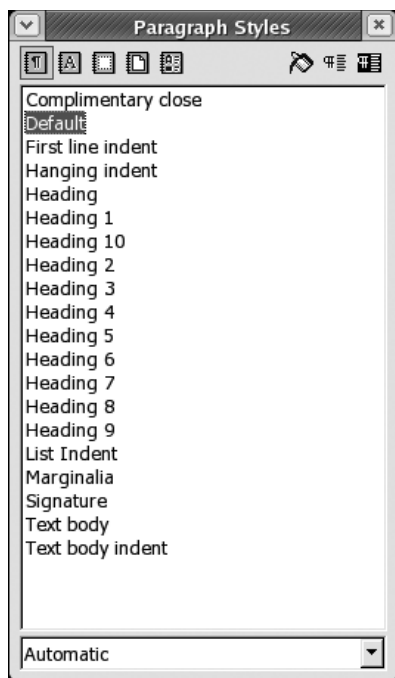 Paragraph Styles
Complimentary close
Default
First line indent
Hanging indent
Heading
Heading 1
Heading 10
Heading 2
Heading 3
Heading 4
Heading 5
Heading 6
Heading 7
Heading 8
Heading 9
List Indent
Marginalia
Signature
Text body
Text body indent
Automatic